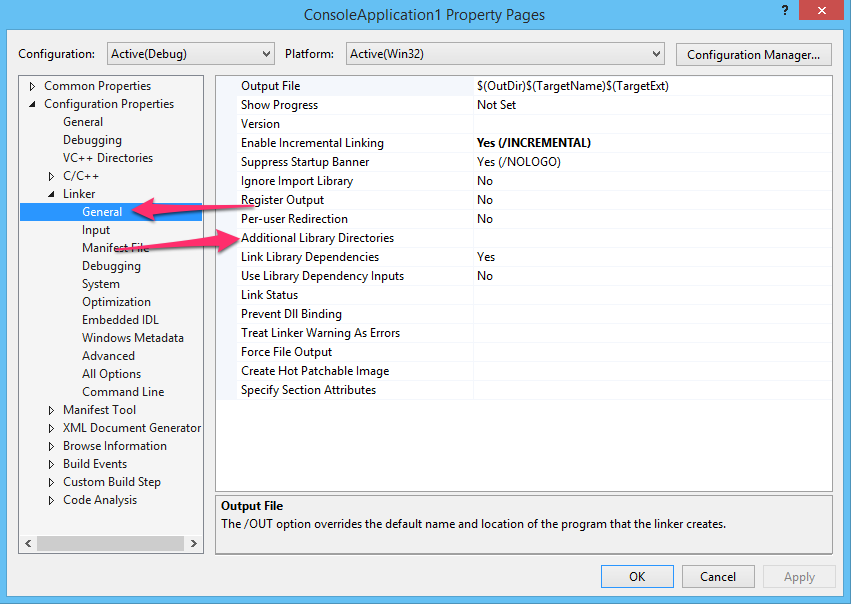 ConsoleApplication1 Property Pages
?
Configuration: Active(Debug) Platform: Active(Win32) Configuration Manager...
Common Properties
Configuration Properties
General
Debugging
VC++ Directories
C/C++
Linker
General
Input
Manifest File
Debugging
System
Optimization
Embedded IDL
Windows Metadata
Advanced
All Options
Command Line
Manifest Tool
XML Document Generator
Browse Information
Build Events
Custom Build Step
Code Analysis
Output File $(OutDir)$(TargetName)$(TargetExt)
Show Progress Not Set
Version
Enable Incremental Linking Yes (/INCREMENTAL)
Suppress Startup Banner Yes (/NOLOGO)
Ignore Import Library No
Register Output No
Per-user Redirection No
Additional Library Directories
Link Library Dependencies Yes
Use Library Dependency Inputs No
Link Status
Prevent Dll Binding
Treat Linker Warning As Errors
Force File Output
Create Hot Patchable Image
Specify Section Attributes
Output File
The /OUT option overrides the default name and location of the program that the linker creates.
OK Cancel Apply